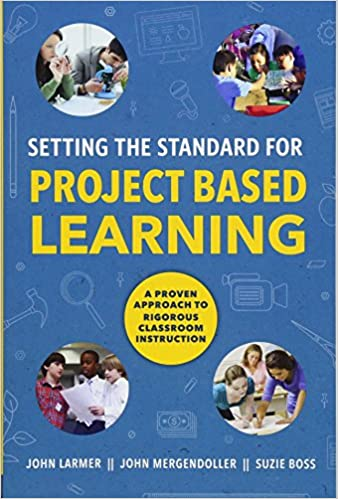 SETTING THE STANDARD FOR
PROJECT BASED
LEARNING
A PROVEN
APPROACH TO
RIGOROUS
CLASSROOM
INSTRUCTION
JOHN LARMER || JOHN MERGENDOLLER || SUZIE BOSS